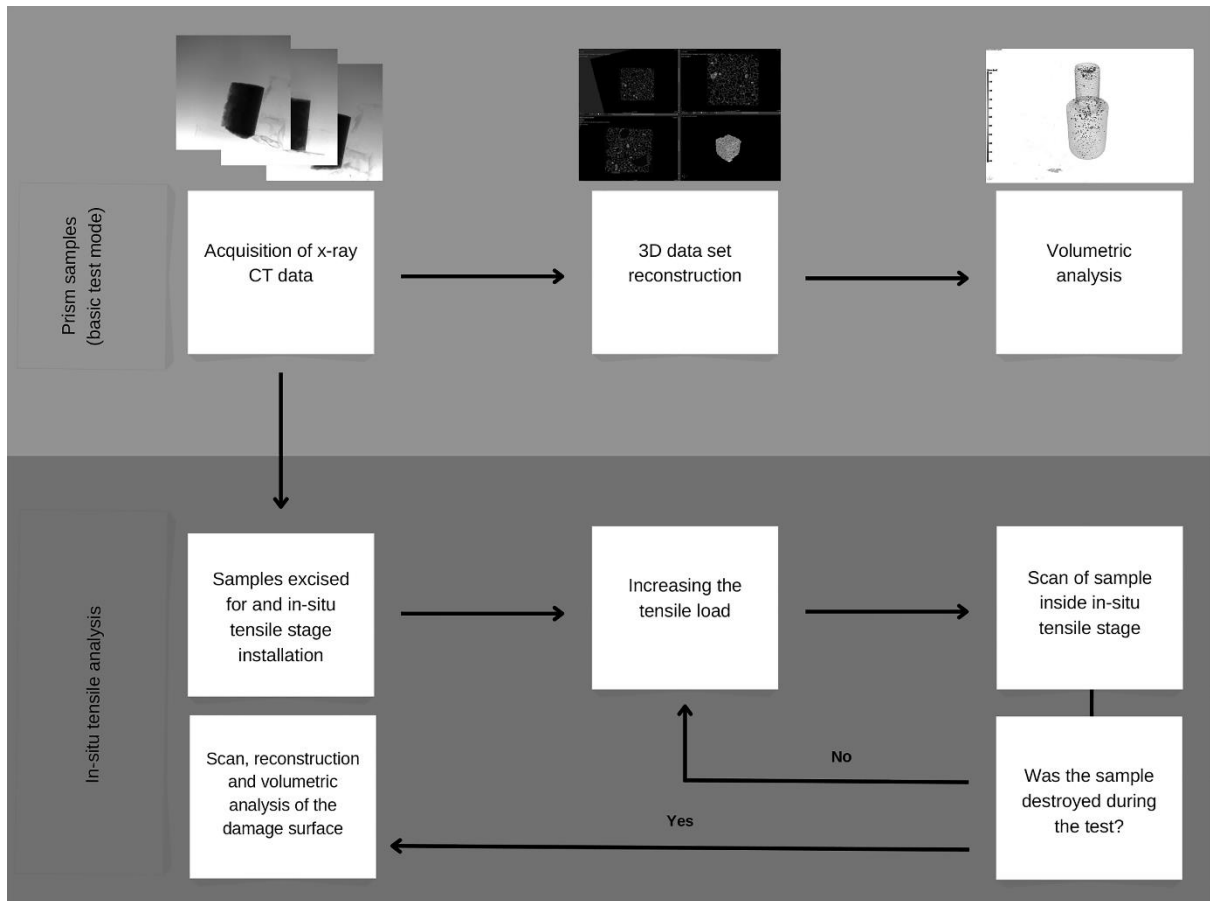 Prism samples
(basic test mode)
Acquisition of x-ray
CT data
3D data set
reconstruction
Volumetric
analysis
In-situ tensile analysis
Samples excised
for and in-situ
tensile stage
installation
Increasing the
tensile load
Scan of sample
inside in-situ
tensile stage
Scan, reconstruction
and volumetric
analysis of the
damage surface
No
Yes
Was the sample
destroyed during
the test?